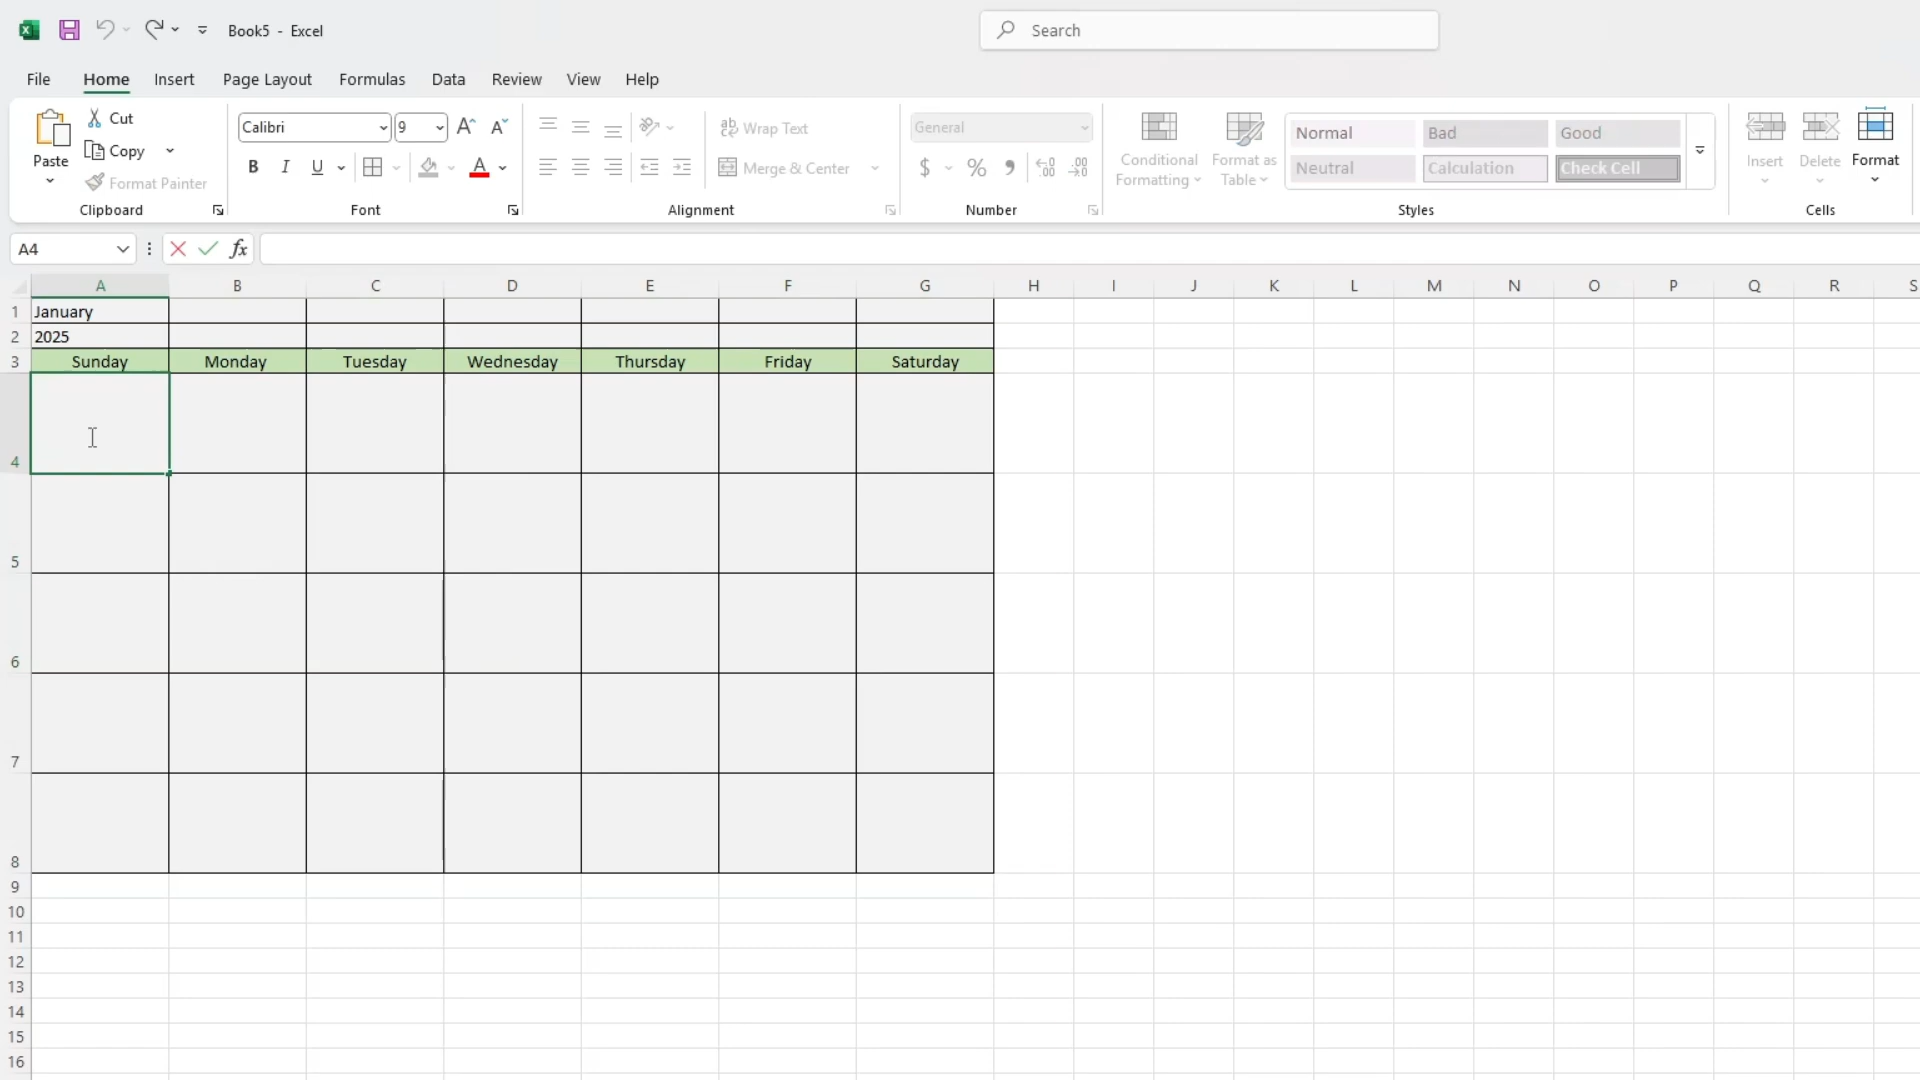 Book5 - Excel
Search
File Home Insert Page Layout Formulas Data Review View Help
Paste
Cut
Copy
Format Painter
Clipboard
Calibri 9
B I U
Font
Wrap Text
Merge & Center
Alignment
General
$ % 9
Number
Conditional Formatting
Format as Table
Normal Bad Good
Neutral Calculation Check Cell
Styles
Insert Delete Format
Cells
A4
fx
A B C D E F G H I J K L M N O P Q R S
1 January
2 2025
3 Sunday Monday Tuesday Wednesday Thursday Friday Saturday
4
5
6
7
8
9
10
11
12
13
14
15
16